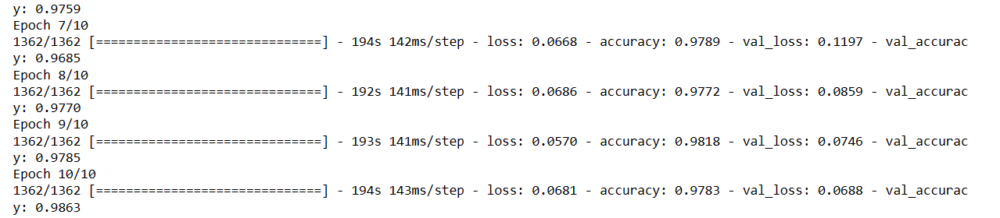 y: 0.9759
Epoch 7/10
1362/1362 [==============================] - 194s 142ms/step - loss: 0.0668 - accuracy: 0.9789 - val_loss: 0.1197 - val_accurac
y: 0.9685
Epoch 8/10
1362/1362 [==============================] - 192s 141ms/step - loss: 0.0686 - accuracy: 0.9772 - val_loss: 0.0859 - val_accurac
y: 0.9770
Epoch 9/10
1362/1362 [==============================] - 193s 141ms/step - loss: 0.0570 - accuracy: 0.9818 - val_loss: 0.0746 - val_accurac
y: 0.9785
Epoch 10/10
1362/1362 [==============================] - 194s 143ms/step - loss: 0.0681 - accuracy: 0.9783 - val_loss: 0.0688 - val_accurac
y: 0.9863